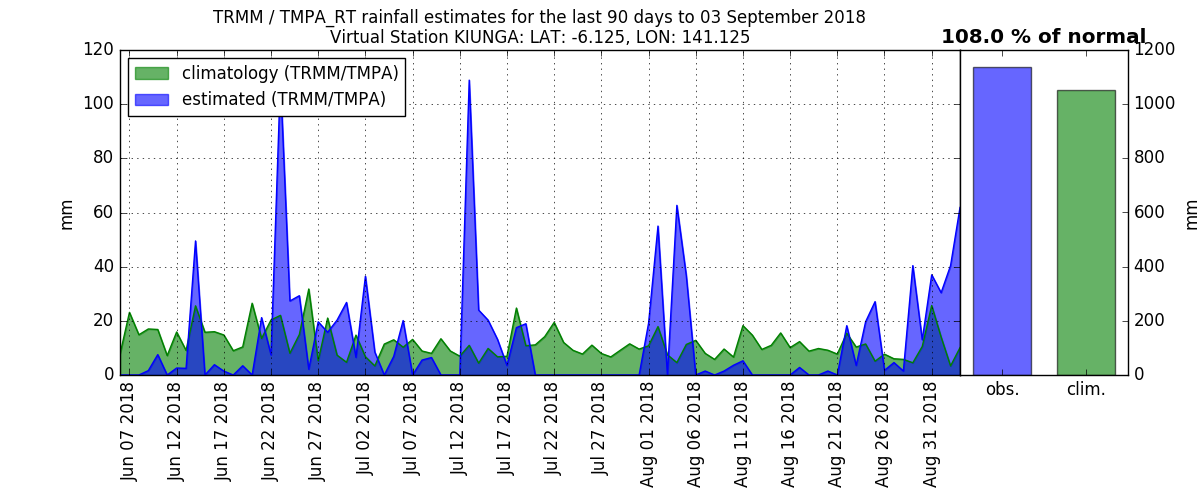 TRMM / TMPA_RT rainfall estimates for the last 90 days to 03 September 2018
Virtual Station KIUNGA: LAT: -6.125, LON: 141.125
108.0 % of normal
climatology (TRMM/TMPA)
estimated (TRMM/TMPA)
120
100
80
60
40
20
0
mm
Jun 07 2018
Jun 12 2018
Jun 17 2018
Jun 22 2018
Jun 27 2018
Jul 02 2018
Jul 07 2018
Jul 12 2018
Jul 17 2018
Jul 22 2018
Jul 27 2018
Aug 01 2018
Aug 06 2018
Aug 11 2018
Aug 16 2018
Aug 21 2018
Aug 26 2018
Aug 31 2018
1200
1000
800
600
400
200
0
mm
obs.
clim.